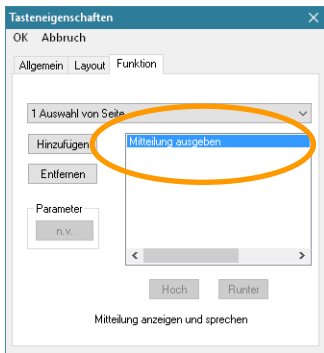 Tasteneigenschaften
OK Abbruch
Allgemein Layout Funktion
1 Auswahl von Seite
Hinzufügen
Mitteilung ausgeben
Entfernen
Parameter
n.v.
Hoch Runter
Mitteilung anzeigen und sprechen